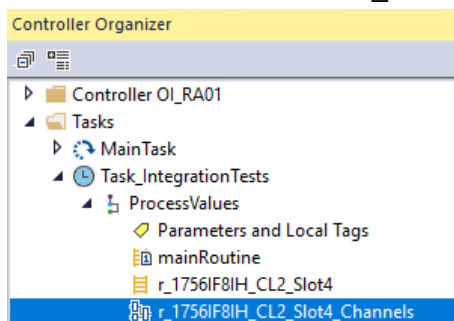 Controller Organizer
Controller OI_RA01
Tasks
MainTask
Task_IntegrationTests
ProcessValues
Parameters and Local Tags
mainRoutine
r_1756IF8IH_CL2_Slot4
r_1756IF8IH_CL2_Slot4_Channels